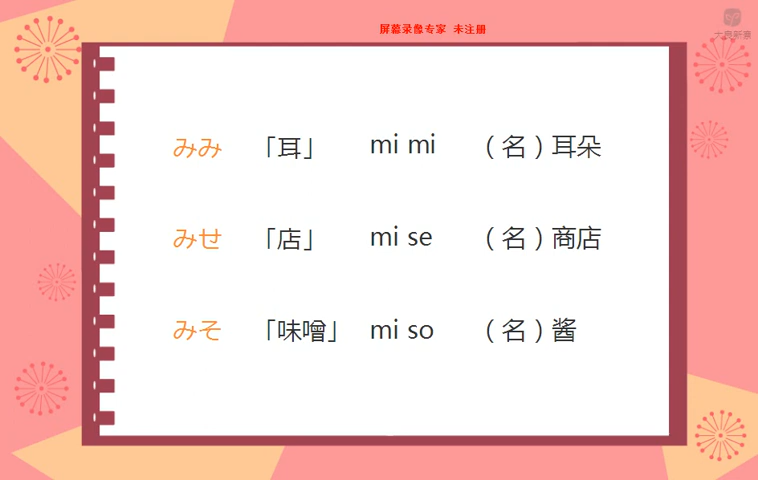 屏幕录像专家 未注册
みみ 「耳」 mi mi （名）耳朵
みせ 「店」 mi se （名）商店
みそ 「味噌」 mi so （名）酱